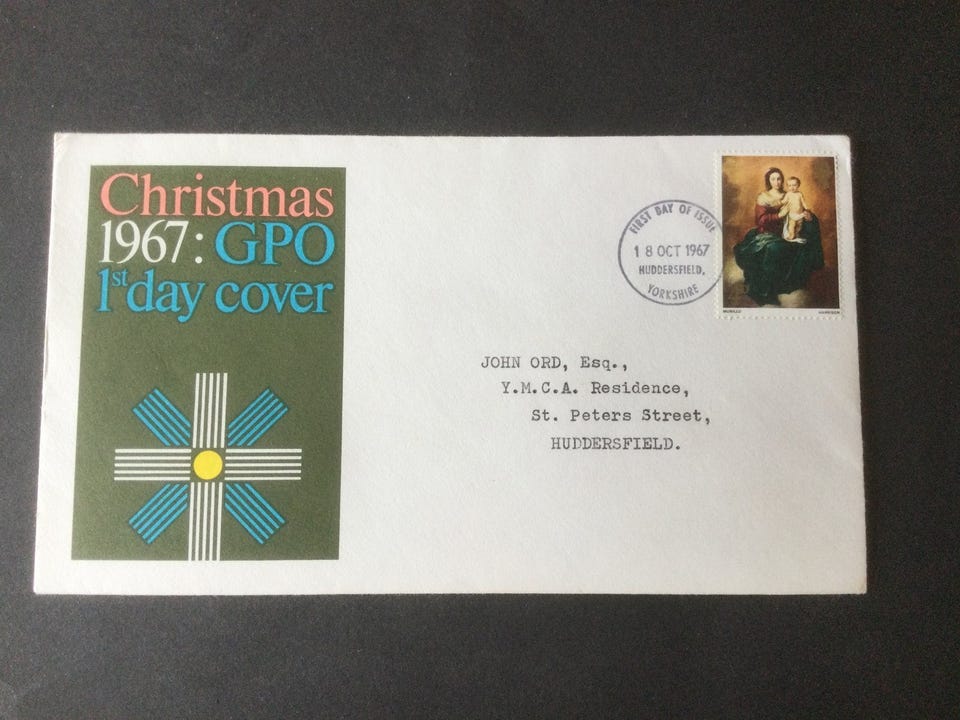 Christmas
1967: GPO
1st day cover
FIRST DAY OF ISSUE
18 OCT 1967
HUDDERSFIELD,
YORKSHIRE
MURILLO HARRISON
JOHN ORD, Esq.,
Y.M.C.A. Residence,
St. Peters Street,
HUDDERSFIELD.